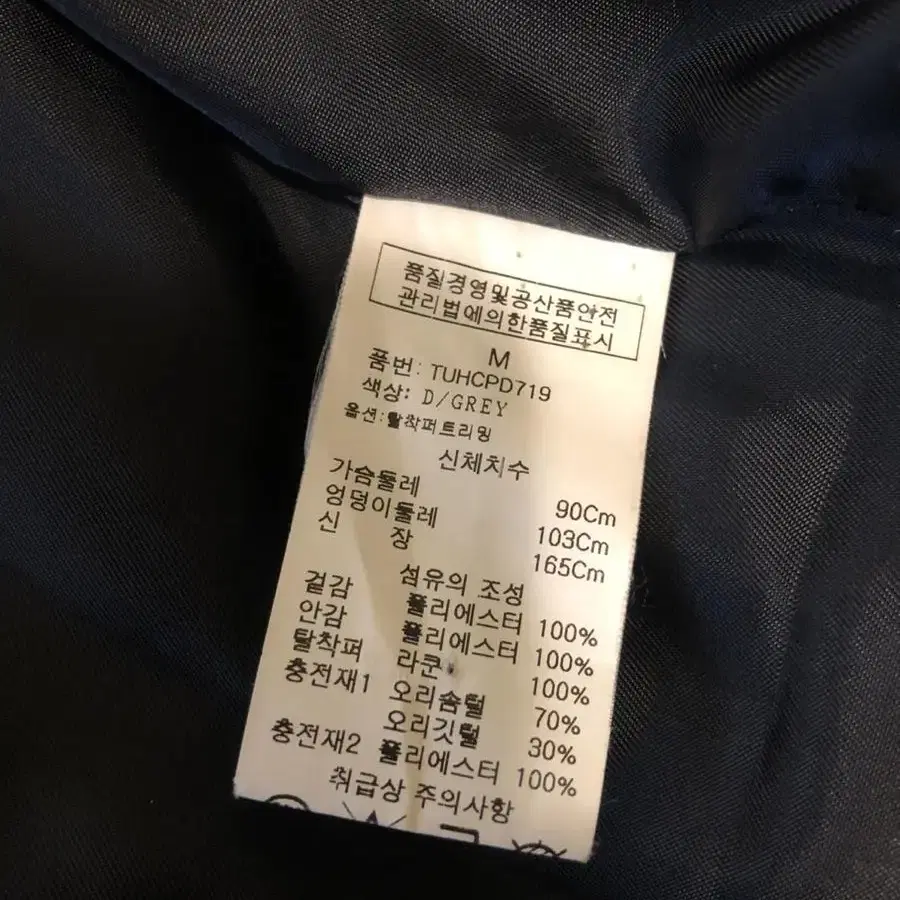 품질경영및공산품안전
관리법에의한품질표시
M
품번: TUHCPD719
색상: D/GREY
옵션:탈착퍼트리밍
신체치수
가슴둘레 90Cm
엉덩이둘레 103Cm
신 장 165Cm
섬유의 조성
겉감 폴리에스터 100%
안감 폴리에스터 100%
탈착퍼 라쿤 100%
충전재1 오리솜털 70%
오리깃털 30%
충전재2 폴리에스터 100%
취급상 주의사항